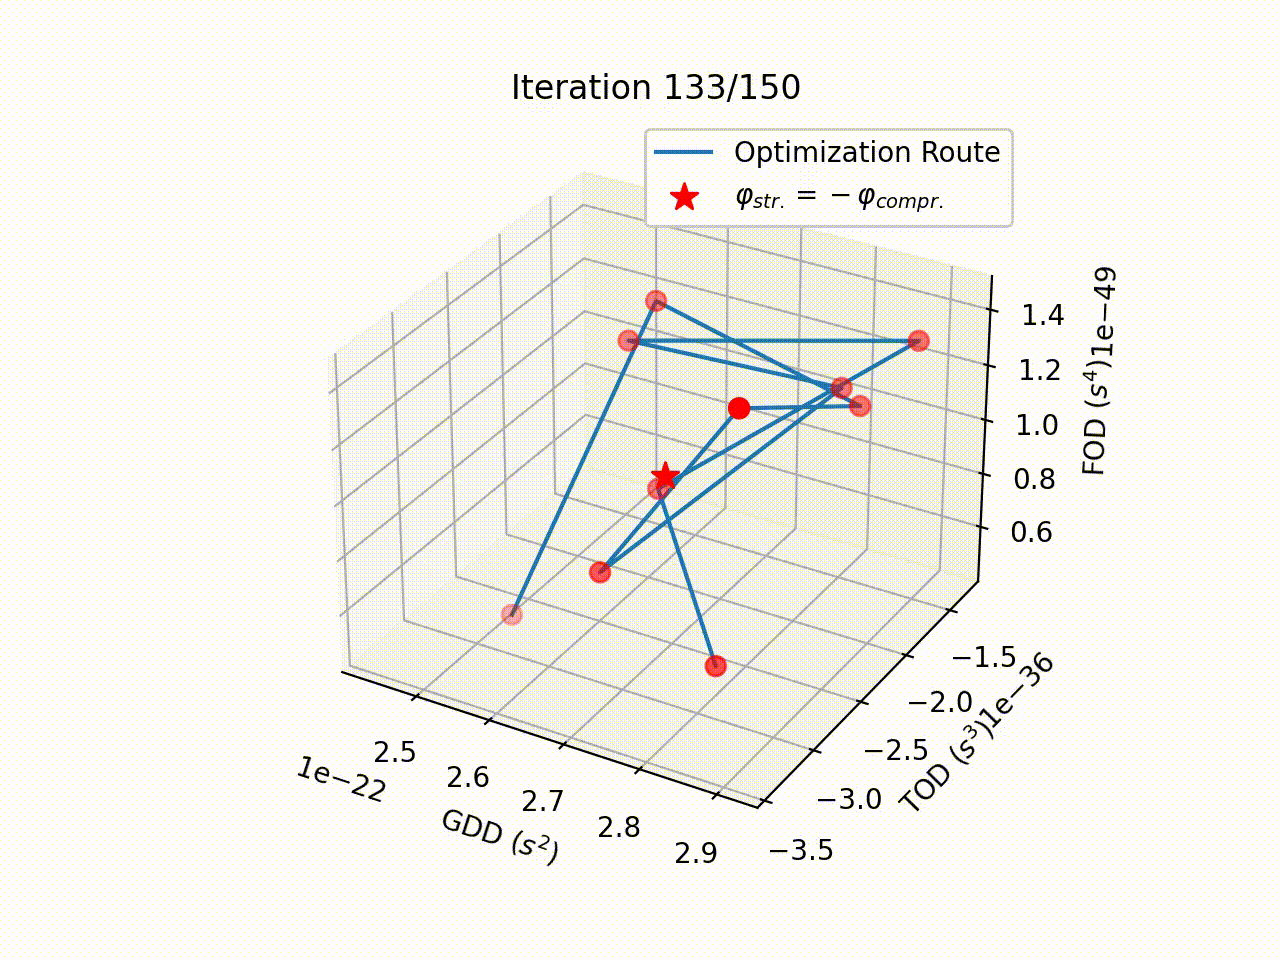 Iteration 133/150
Optimization Route
φstr. = − φcompr.
1.4
1.2
1.0
0.8
0.6
FOD (s⁴)1e−49
−1.5
−2.0
−2.5
−3.0
−3.5
TOD (s³)1e−36
2.5
2.6
2.7
2.8
2.9
1e−22
GDD (s²)